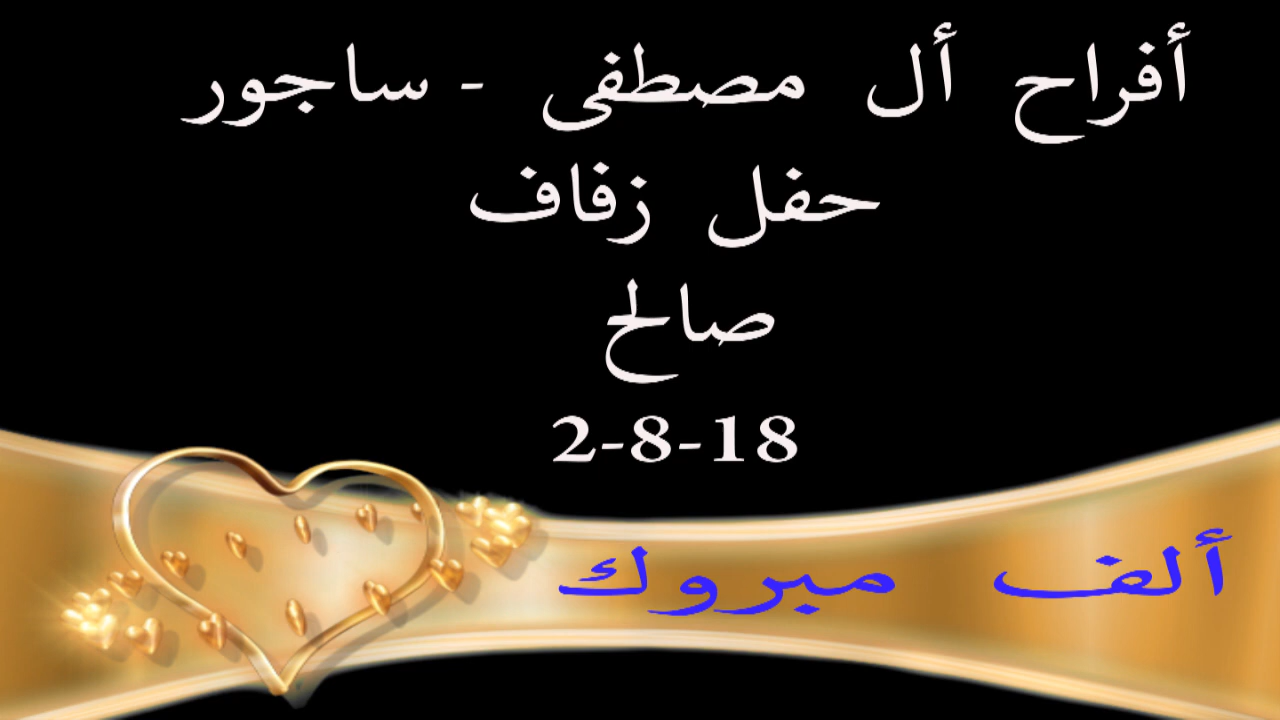 أفراح أل مصطفى - ساجور
حفل زفاف
صالح
2-8-18
ألف مبروك